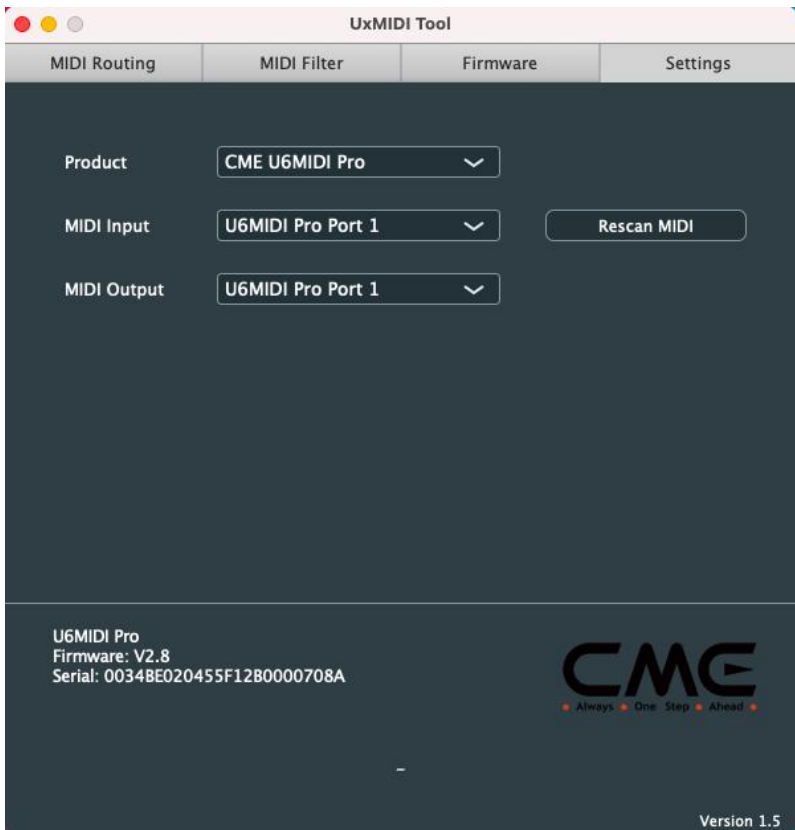 UxMIDI Tool
MIDI Routing MIDI Filter Firmware Settings
Product CME U6MIDI Pro
MIDI Input U6MIDI Pro Port 1 Rescan MIDI
MIDI Output U6MIDI Pro Port 1
U6MIDI Pro
Firmware: V2.8
Serial: 0034BE020455F12B0000708A
CME
Always One Step Ahead
–
Version 1.5